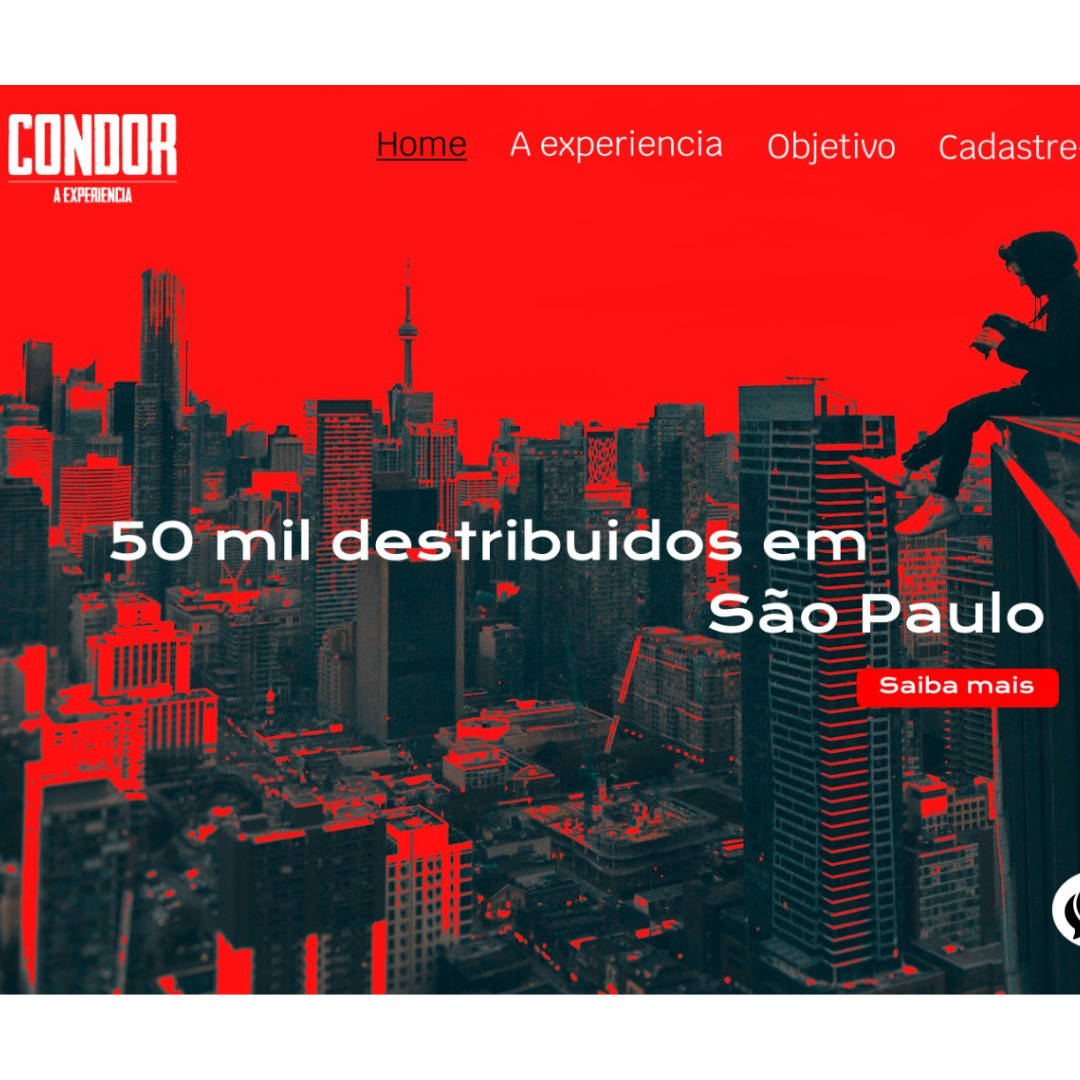 CONDOR
A EXPERIENCIA
Home A experiencia Objetivo Cadastre-
50 mil destribuidos em
São Paulo
Saiba mais